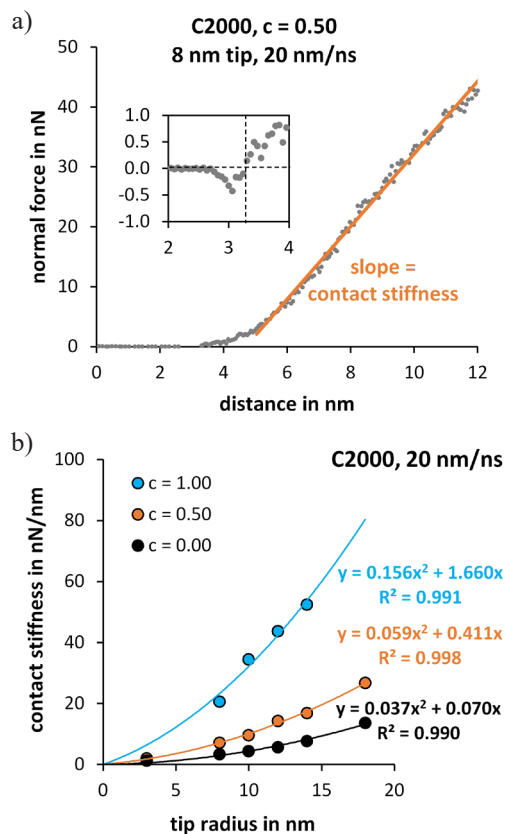 a)
C2000, c = 0.50
8 nm tip, 20 nm/ns
50
40
30
20
10
0
normal force in nN
1.0
0.5
0.0
-0.5
-1.0
2
3
4
slope =
contact stiffness
0
2
4
6
8
10
12
distance in nm
b)
C2000, 20 nm/ns
100
80
60
40
20
0
contact stiffness in nN/nm
c = 1.00
c = 0.50
c = 0.00
y = 0.156x² + 1.660x
R² = 0.991
y = 0.059x² + 0.411x
R² = 0.998
y = 0.037x² + 0.070x
R² = 0.990
0
5
10
15
20
tip radius in nm